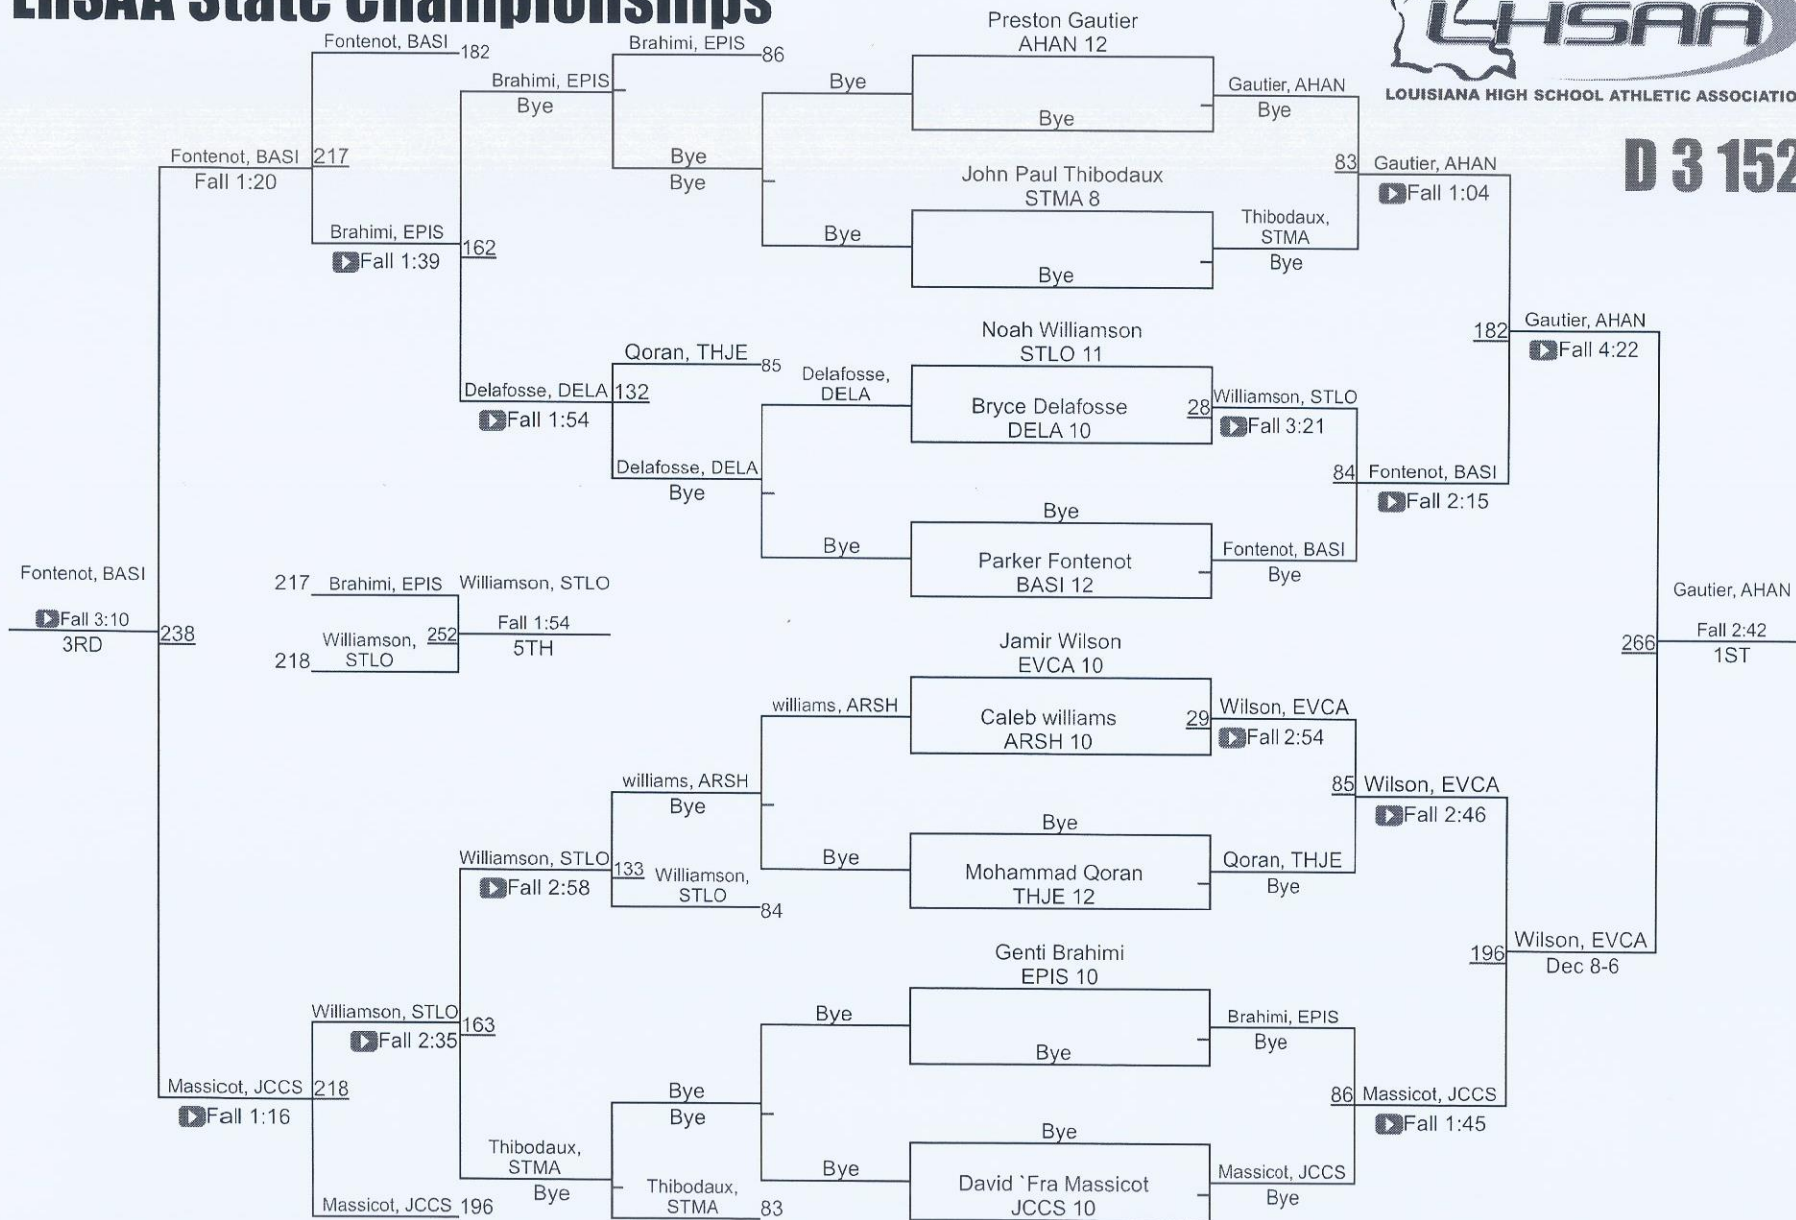 LHSAA State Championships
LHSAA
LOUISIANA HIGH SCHOOL ATHLETIC ASSOCIATIO
D 3 152
Fontenot, BASI 182
Fontenot, BASI 217
Fall 1:20
Brahimi, EPIS
Fall 1:39
162
Brahimi, EPIS
Bye
Brahimi, EPIS 86
Bye
Bye
Delafosse, DELA 132
Fall 1:54
Qoran, THJE 85
Delafosse, DELA
Bye
Fontenot, BASI
Fall 3:10
3RD
238
217 Brahimi, EPIS
218 Williamson,
STLO
252
Williamson, STLO
Fall 1:54
5TH
Massicot, JCCS 218
Fall 1:16
Williamson, STLO
Fall 2:35
163
Massicot, JCCS 196
Williamson, STLO
Fall 2:58
133
williams, ARSH
Bye
Williamson,
STLO
84
Thibodaux,
STMA
Bye
Bye
Bye
Thibodaux,
STMA
83
Bye
Bye
Delafosse,
DELA
Bye
williams, ARSH
Bye
Bye
Bye
Preston Gautier
AHAN 12
Bye
John Paul Thibodaux
STMA 8
Bye
Noah Williamson
STLO 11
Bryce Delafosse
DELA 10
28
Bye
Parker Fontenot
BASI 12
Jamir Wilson
EVCA 10
Caleb williams
ARSH 10
29
Bye
Mohammad Qoran
THJE 12
Genti Brahimi
EPIS 10
Bye
Bye
David `Fra Massicot
JCCS 10
Gautier, AHAN
Bye
Thibodaux,
STMA
Bye
Williamson, STLO
Fall 3:21
Fontenot, BASI
Bye
Wilson, EVCA
Fall 2:54
Qoran, THJE
Bye
Brahimi, EPIS
Bye
Massicot, JCCS
Bye
83 Gautier, AHAN
Fall 1:04
84 Fontenot, BASI
Fall 2:15
85 Wilson, EVCA
Fall 2:46
86 Massicot, JCCS
Fall 1:45
182 Gautier, AHAN
Fall 4:22
196 Wilson, EVCA
Dec 8-6
266
Gautier, AHAN
Fall 2:42
1ST